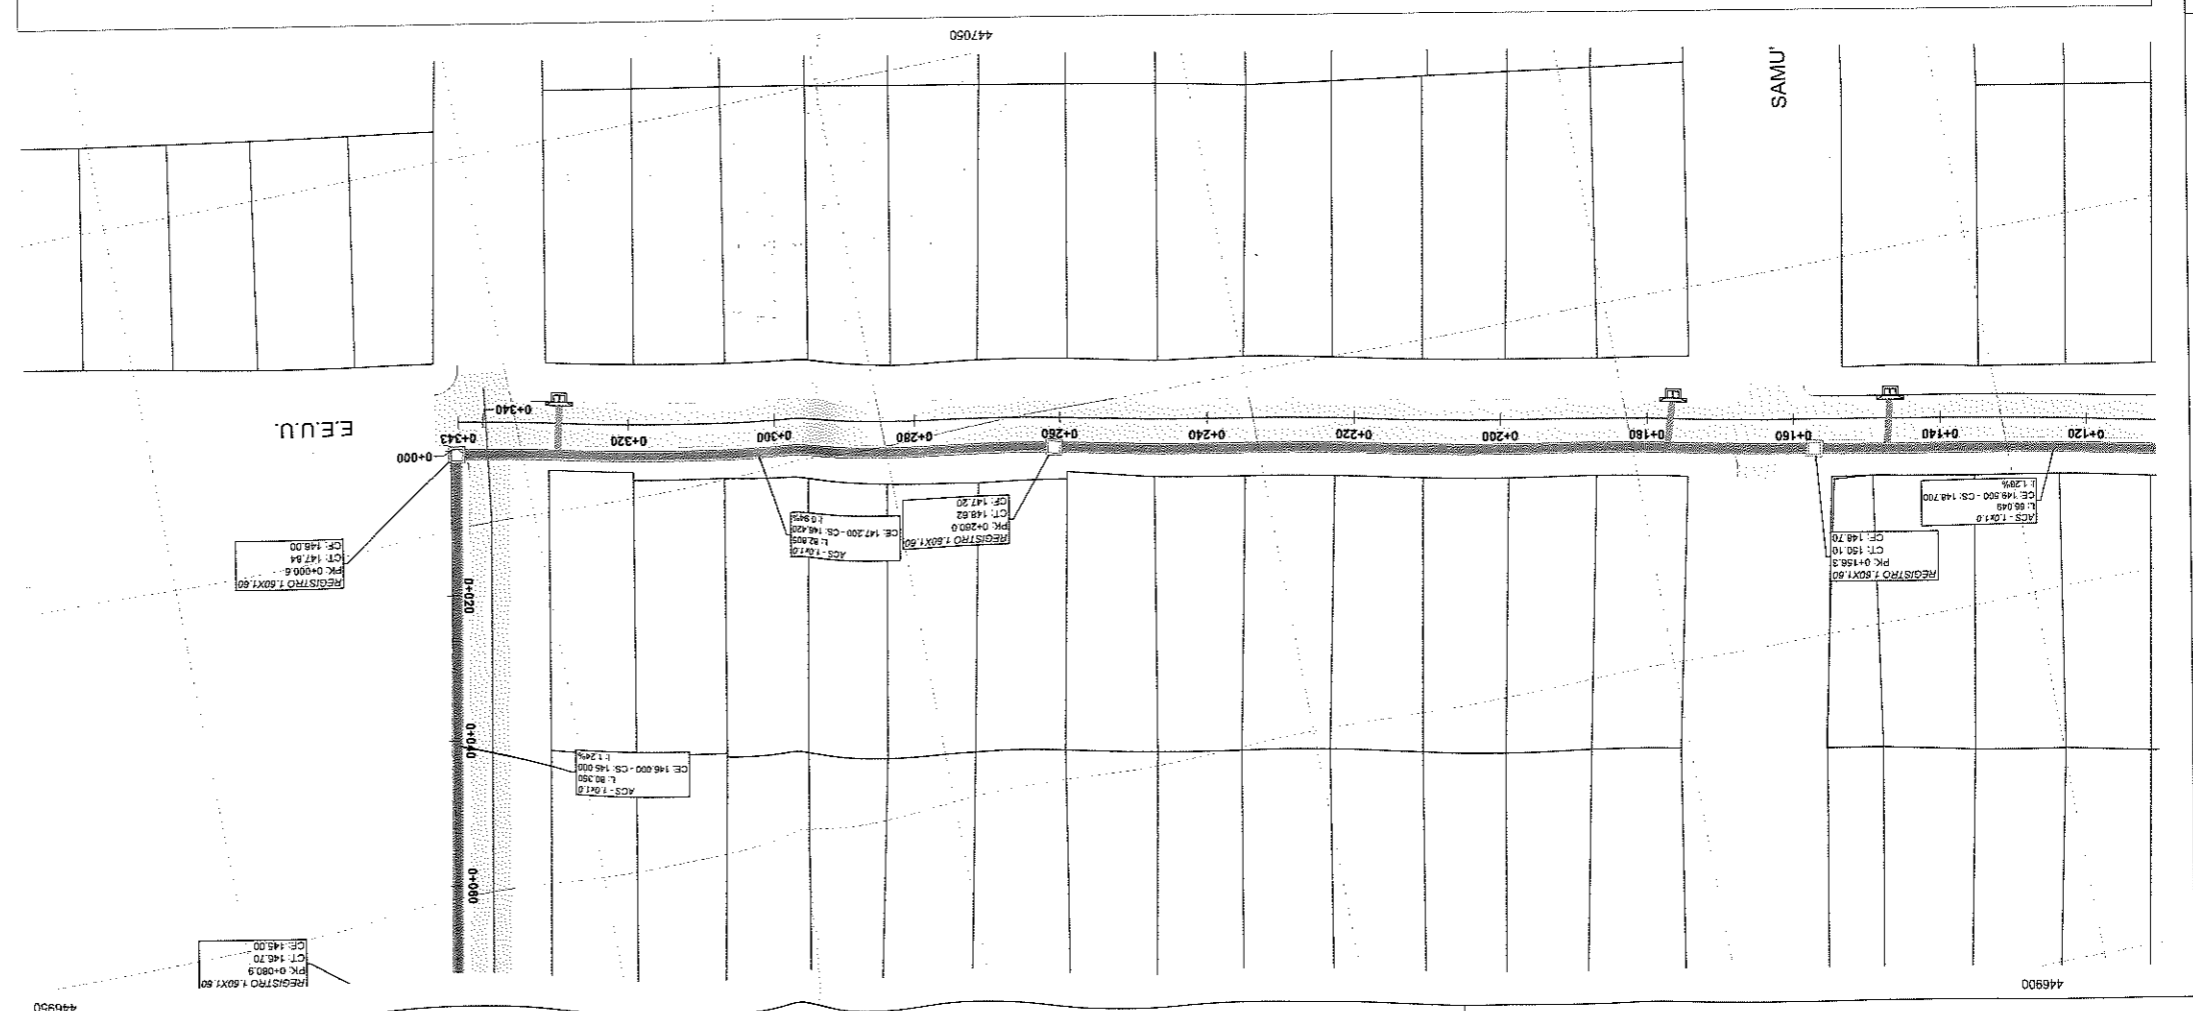 447050
SAMU'
E.E.U.U.
0+000
0+343
0+340
0+320
0+300
0+280
0+260
0+240
0+220
0+200
0+180
0+160
0+140
0+120
REGISTRO 1.60X1.60
PK: 0+000.6
CT: 147.84
CF: 146.00
ACS - 1.0x1.0
L: 82.805
CE: 147.200 - CS: 146.420
I: 0.94%
REGISTRO 1.60X1.60
PK: 0+260.0
CT: 148.62
CF: 147.20
ACS - 1.0x1.0
L: 66.049
CE: 149.500 - CS: 148.700
I: 1.20%
REGISTRO 1.60X1.60
PK: 0+156.3
CT: 150.10
CF: 148.70
0+020
0+040
0+060
ACS - 1.0x1.0
L: 80.350
CE: 146.000 - CS: 145.000
I: 1.24%
REGISTRO 1.60X1.60
PK: 0+080.9
CT: 146.70
CF: 145.00
446950
446900